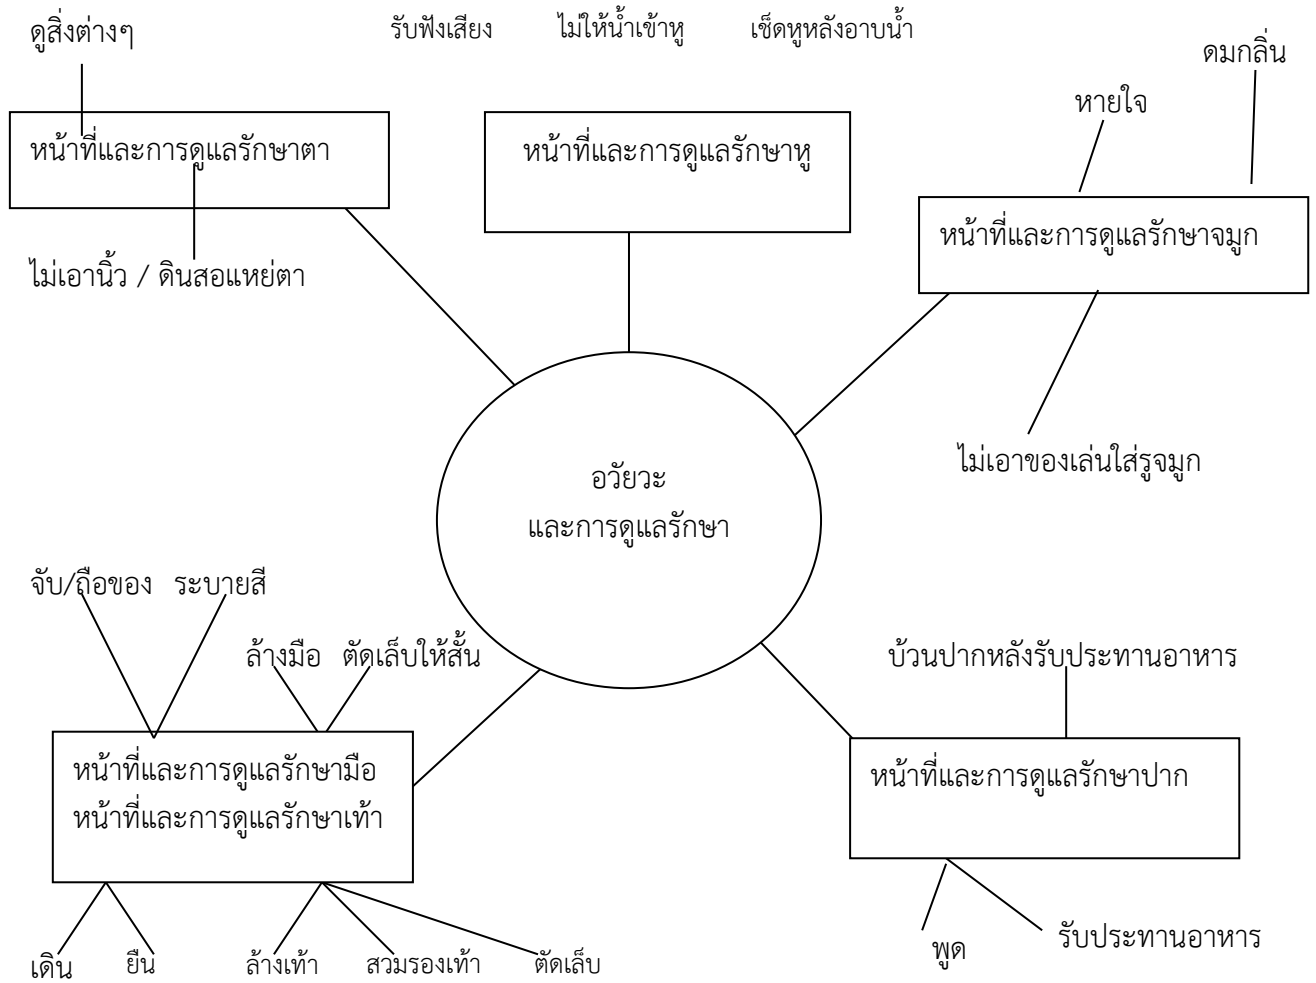 ดูสิ่งต่างๆ
รับฟังเสียง ไม่ให้น้ำเข้าหู เช็ดหูหลังอาบน้ำ
ดมกลิ่น
หายใจ
หน้าที่และการดูแลรักษาตา
หน้าที่และการดูแลรักษาหู
หน้าที่และการดูแลรักษาจมูก
ไม่เอานิ้ว / ดินสอแหย่ตา
ไม่เอาของเล่นใส่รูจมูก
อวัยวะ
และการดูแลรักษา
จับ/ถือของ ระบายสี
ล้างมือ ตัดเล็บให้สั้น
บ้วนปากหลังรับประทานอาหาร
หน้าที่และการดูแลรักษามือ
หน้าที่และการดูแลรักษาเท้า
หน้าที่และการดูแลรักษาปาก
เดิน ยืน ล้างเท้า สวมรองเท้า ตัดเล็บ
พูด
รับประทานอาหาร